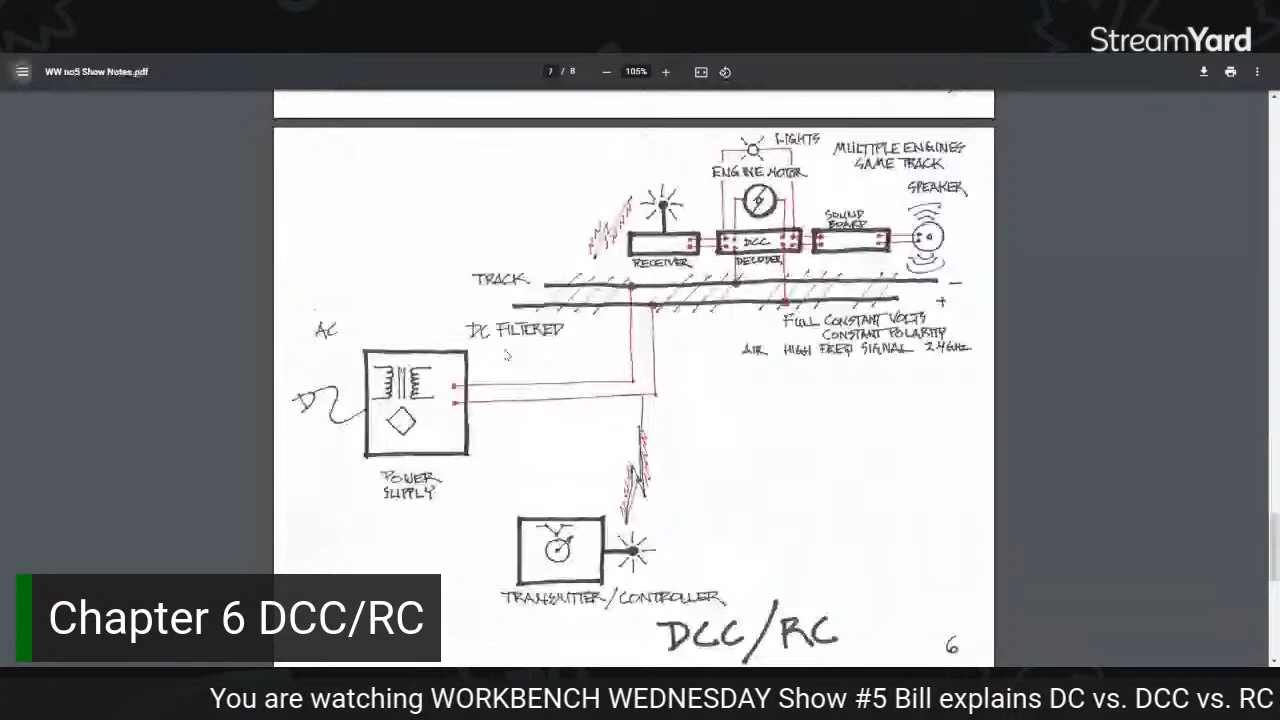 StreamYard
WW no5 Show Notes.pdf
7 / 8
105%
LIGHTS
ENGINE MOTOR
MULTIPLE ENGINES
SAME TRACK
SPEAKER
SOUND
BOARD
DCC
RECEIVER
DECODER
TRACK
-
+
AC
DC FILTERED
FULL CONSTANT VOLTS
CONSTANT POLARITY
AIR HIGH FREQ SIGNAL 2.4GHz
POWER
SUPPLY
TRANSMITTER/CONTROLLER
DCC/RC
6
Chapter 6 DCC/RC
You are watching WORKBENCH WEDNESDAY Show #5 Bill explains DC vs. DCC vs. RC